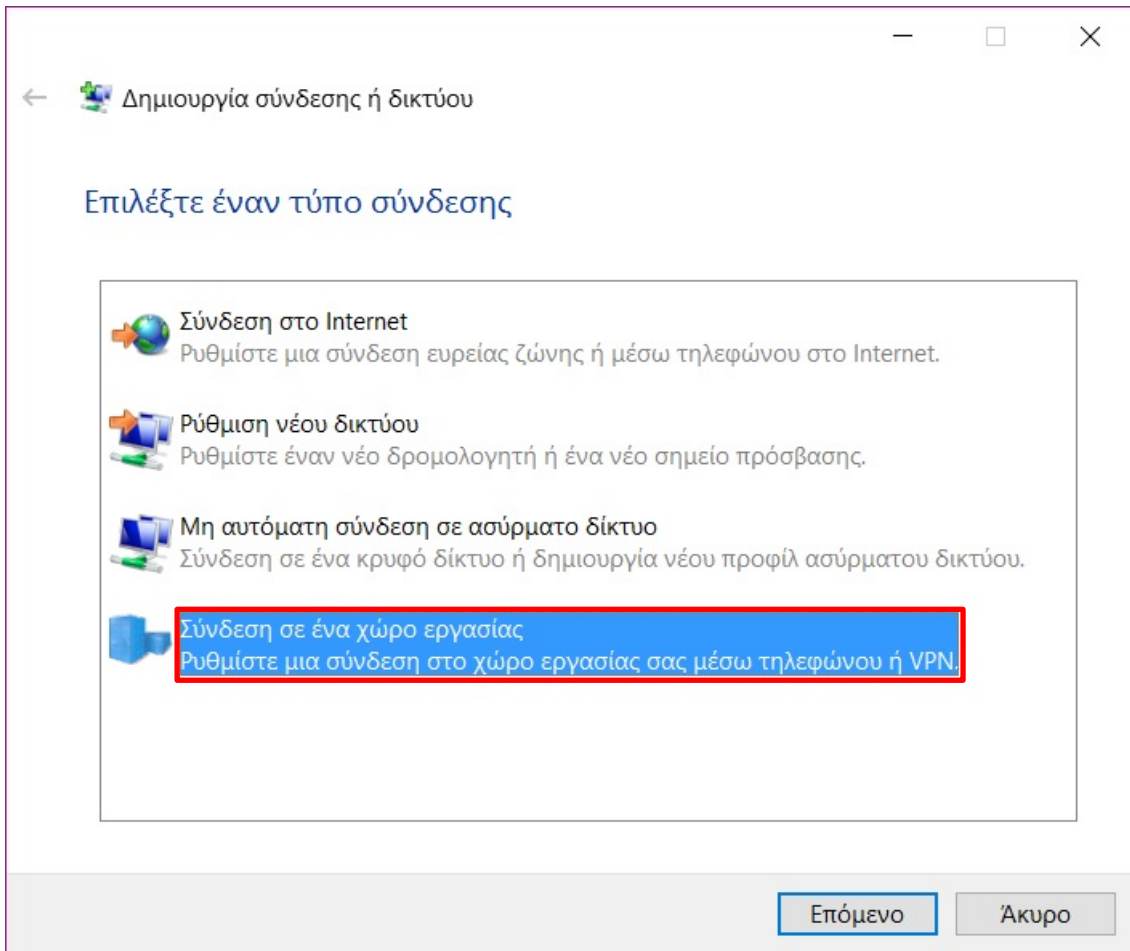 Δημιουργία σύνδεσης ή δικτύου
Επιλέξτε έναν τύπο σύνδεσης
Σύνδεση στο Internet
Ρυθμίστε μια σύνδεση ευρείας ζώνης ή μέσω τηλεφώνου στο Internet.
Ρύθμιση νέου δικτύου
Ρυθμίστε έναν νέο δρομολογητή ή ένα νέο σημείο πρόσβασης.
Μη αυτόματη σύνδεση σε ασύρματο δίκτυο
Σύνδεση σε ένα κρυφό δίκτυο ή δημιουργία νέου προφίλ ασύρματου δικτύου.
Σύνδεση σε ένα χώρο εργασίας
Ρυθμίστε μια σύνδεση στο χώρο εργασίας σας μέσω τηλεφώνου ή VPN.
Επόμενο
Άκυρο